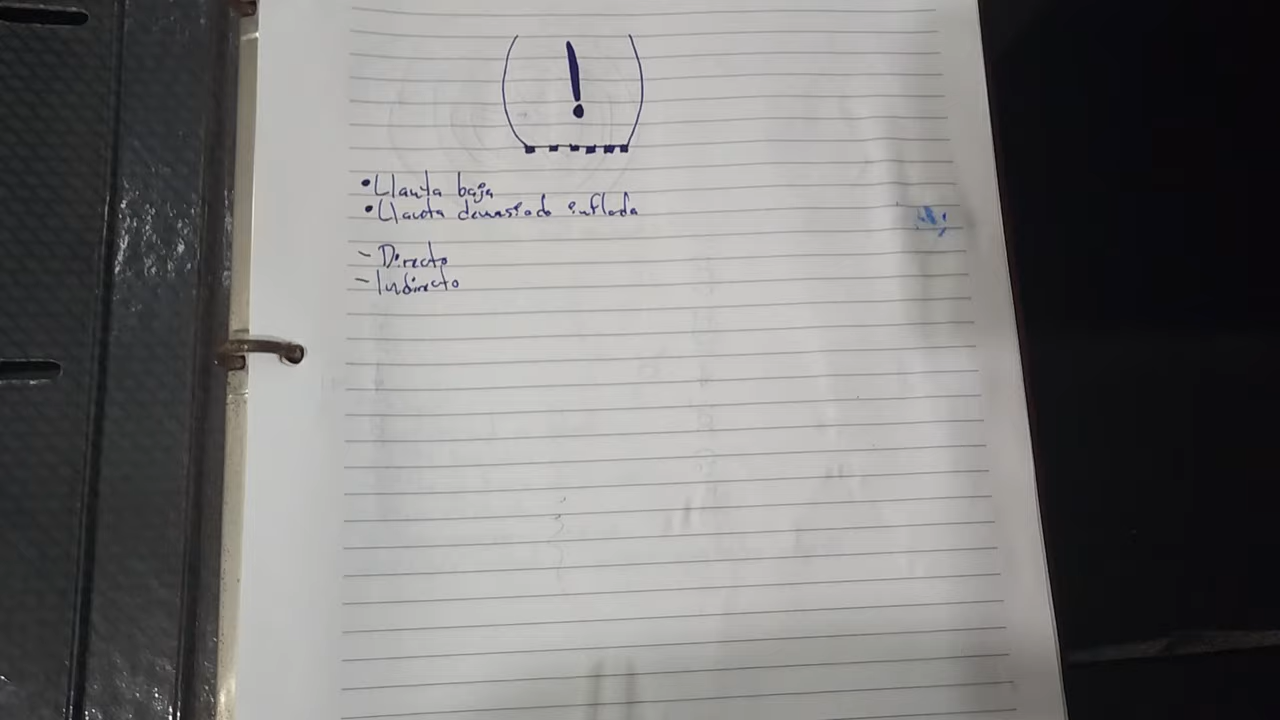 !
•Llanta baja
•Llanta demasiado inflada
- Directo
- Indirecto